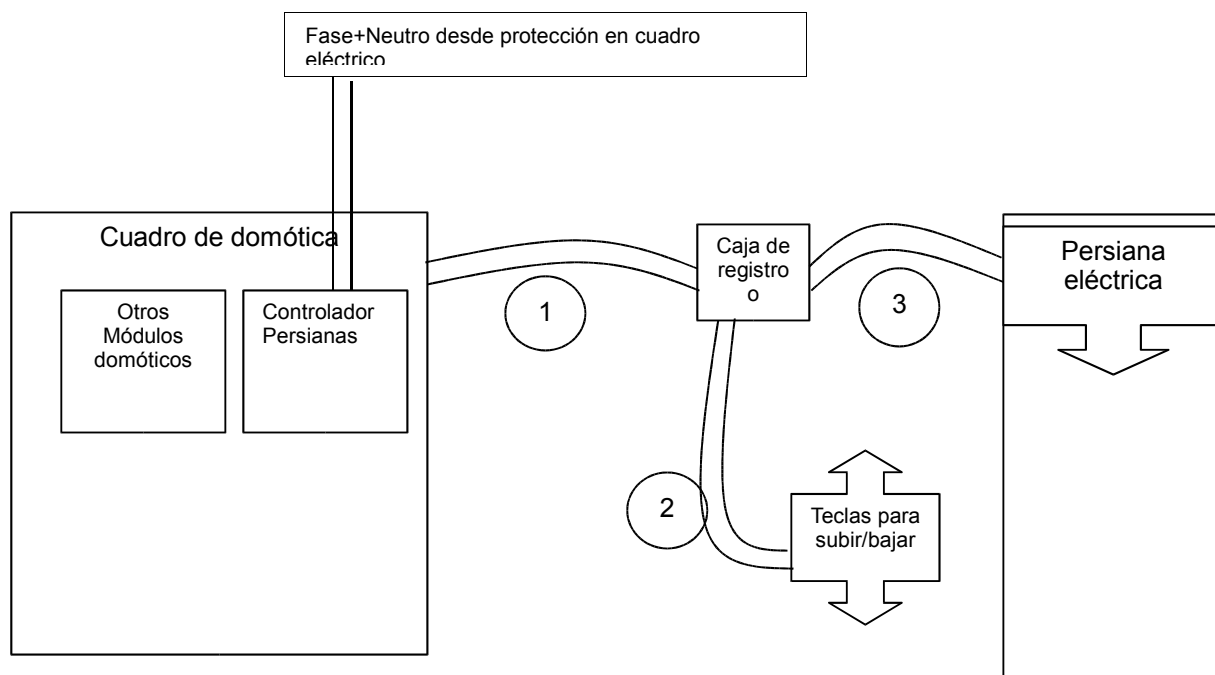 Fase+Neutro desde protección en cuadro
eléctrico
Cuadro de domótica
Otros
Módulos
domóticos
Controlador
Persianas
1
Caja de
registro
o
3
Persiana
eléctrica
2
Teclas para
subir/bajar